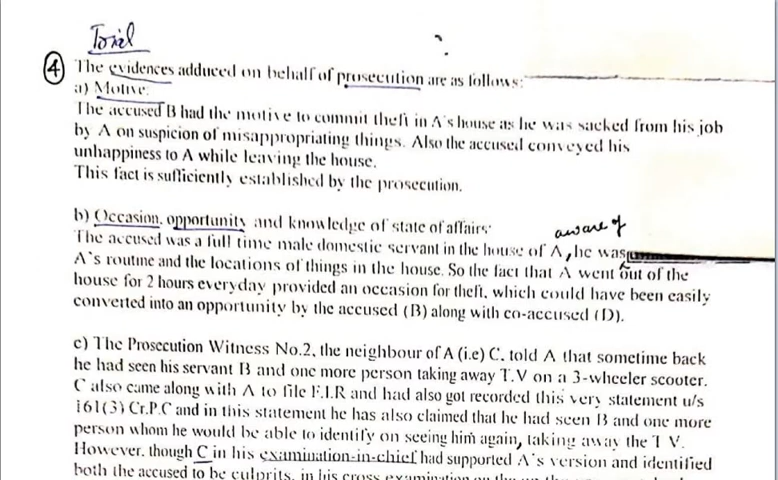 Trial
④ The evidences adduced on behalf of prosecution are as follows:
a) Motive:
The accused B had the motive to commit theft in A's house as he was sacked from his job
by A on suspicion of misappropriating things. Also the accused conveyed his
unhappiness to A while leaving the house.
This fact is sufficiently established by the prosecution.
b) Occasion, opportunity and knowledge of state of affairs:
aware of
The accused was a full time male domestic servant in the house of A, he was
A's routine and the locations of things in the house. So the fact that A went out of the
house for 2 hours everyday provided an occasion for theft, which could have been easily
converted into an opportunity by the accused (B) along with co-accused (D).
c) The Prosecution Witness No.2, the neighbour of A (i.e) C, told A that sometime back
he had seen his servant B and one more person taking away T.V on a 3-wheeler scooter.
C also came along with A to file F.I.R and had also got recorded this very statement u/s
161(3) Cr.P.C and in this statement he has also claimed that he had seen B and one more
person whom he would be able to identify on seeing him again, taking away the T V.
However, though C in his examination-in-chief had supported A's version and identified
both the accused to be culprits, in his cross examination on the